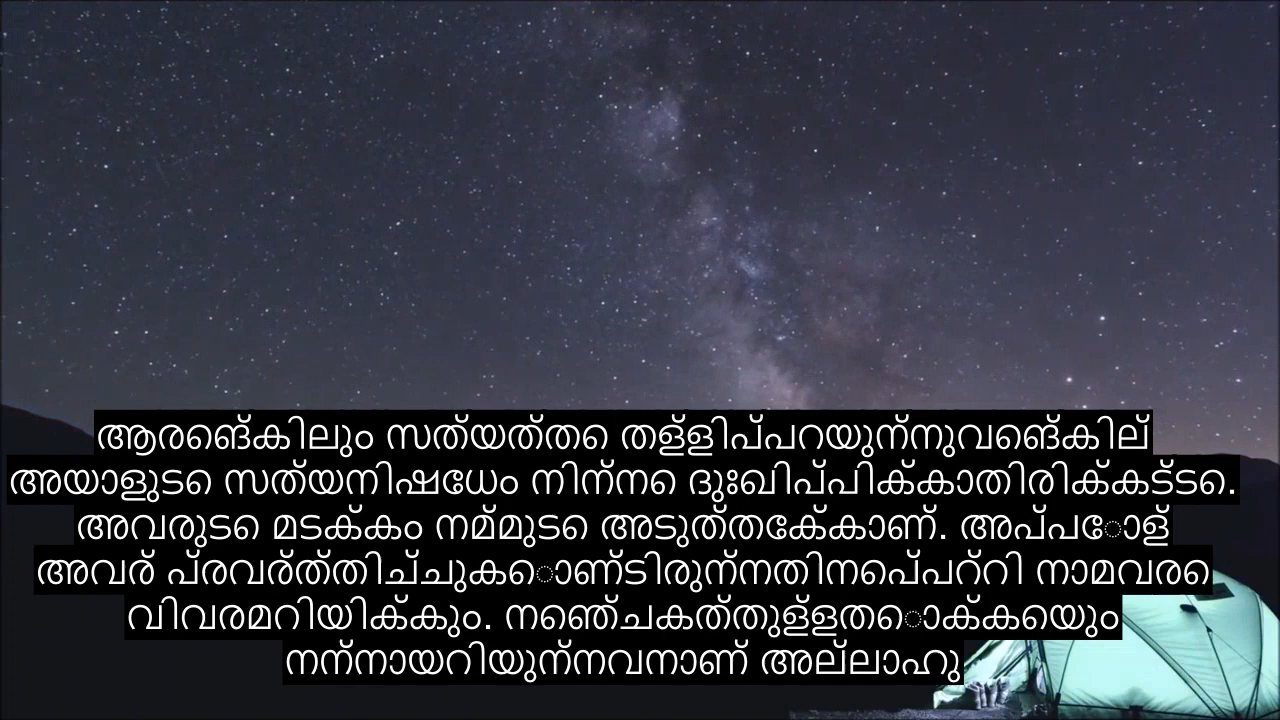 ആരെങ്കിലും സത്യത്തെ തള്ളിപ്പറയുന്നുവെങ്കില്
അയാളുടെ സത്യനിഷേധം നിന്നെ ദുഃഖിപ്പിക്കാതിരിക്കട്ടെ.
അവരുടെ മടക്കം നമ്മുടെ അടുത്തേക്കാണ്. അപ്പോള്
അവര് പ്രവര്ത്തിച്ചുകൊണ്ടിരുന്നതിനെപ്പറ്റി നാമവരെ
വിവരമറിയിക്കും. നെഞ്ചകത്തുള്ളതൊക്കെയും
നന്നായറിയുന്നവനാണ് അല്ലാഹു